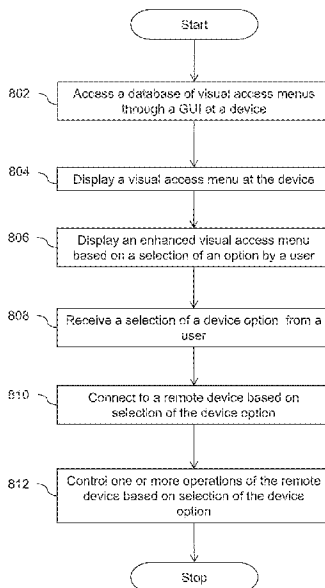 Start
802
Access a database of visual access menus
through a GUI at a device
804
Display a visual access menu at the device
806
Display an enhanced visual access menu
based on a selection of an option by a user
808
Receive a selection of a device option from a
user
810
Connect to a remote device based on
selection of the device option
812
Control one or more operations of the remote
device based on selection of the device
option
Stop